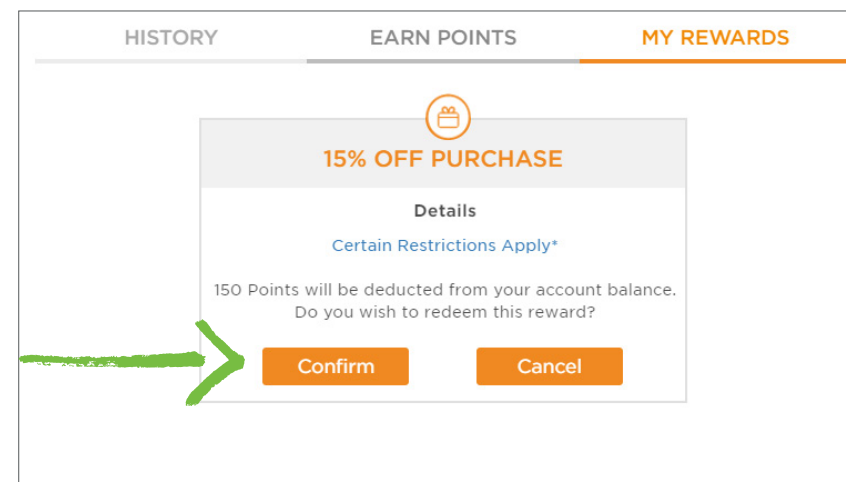 HISTORY
EARN POINTS
MY REWARDS
15% OFF PURCHASE
Details
Certain Restrictions Apply*
150 Points will be deducted from your account balance.
Do you wish to redeem this reward?
Confirm
Cancel